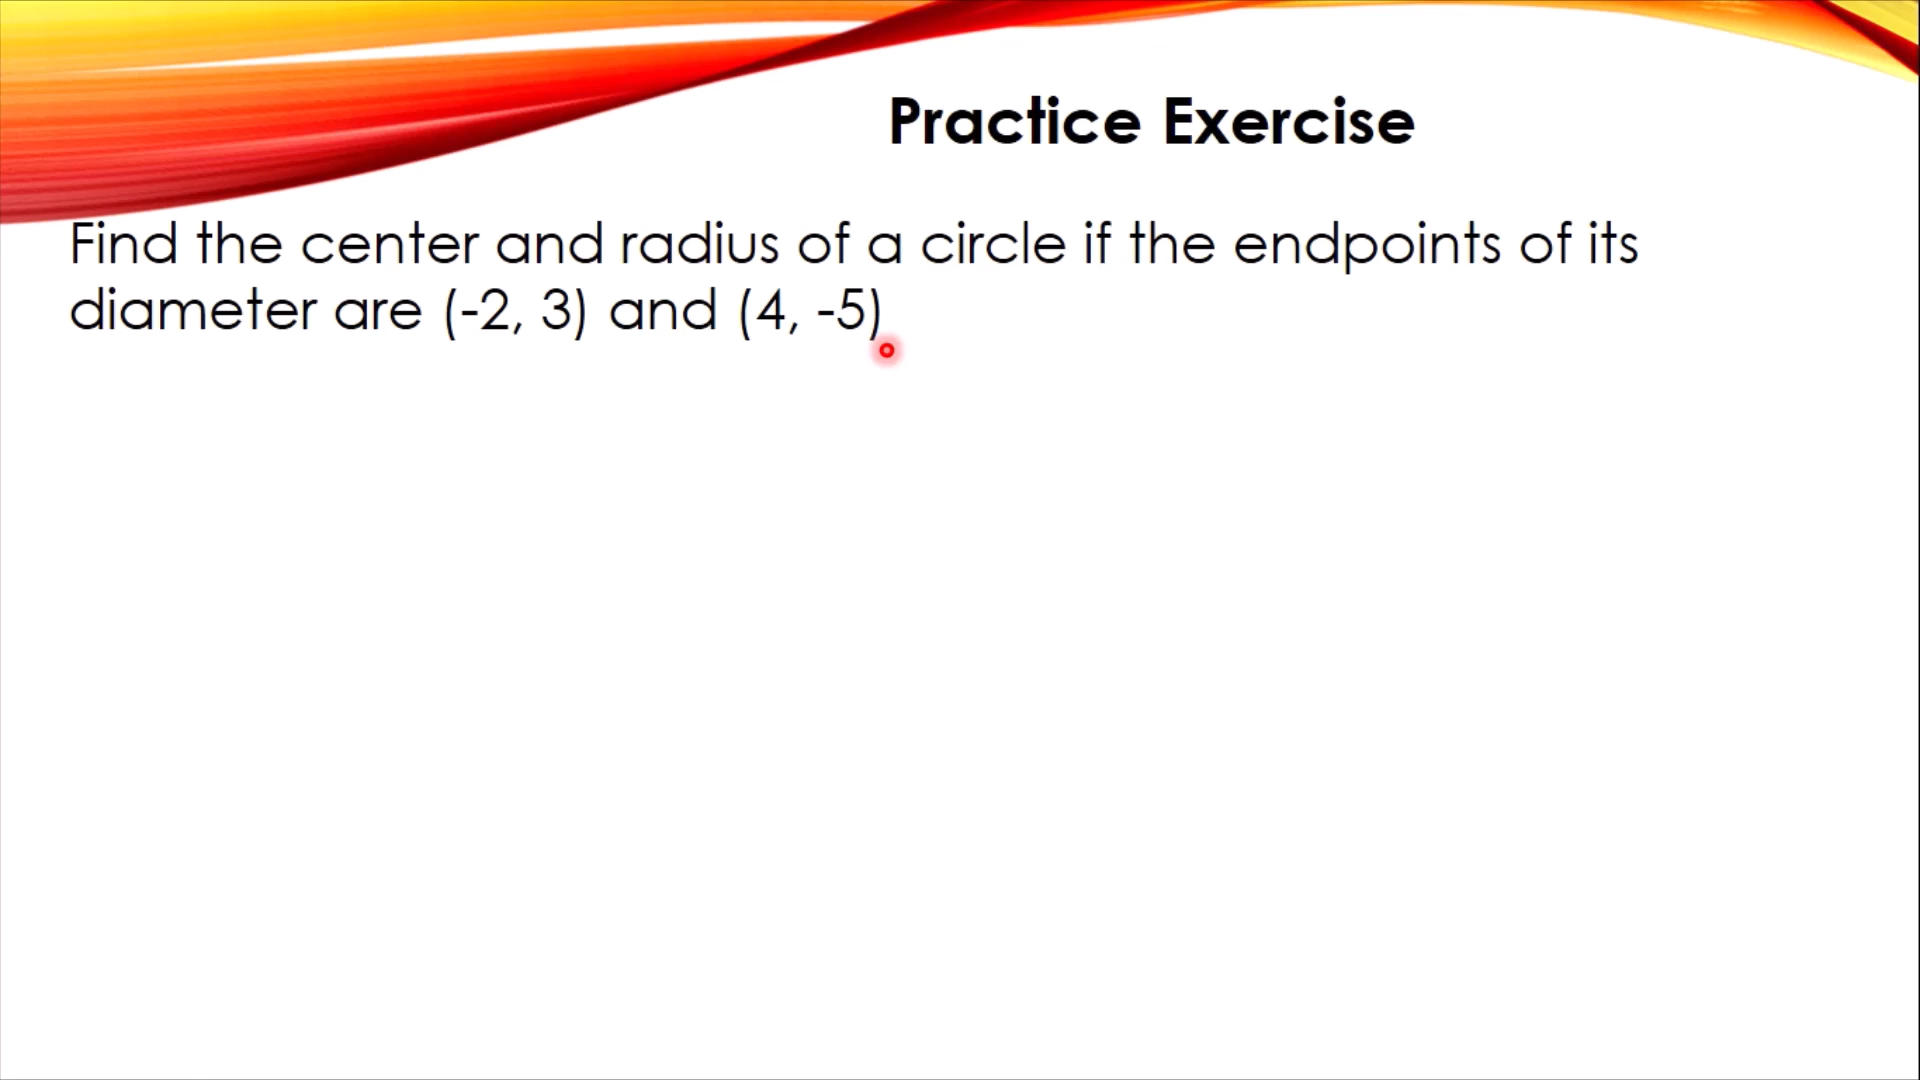 Practice Exercise
Find the center and radius of a circle if the endpoints of its
diameter are (-2, 3) and (4, -5)